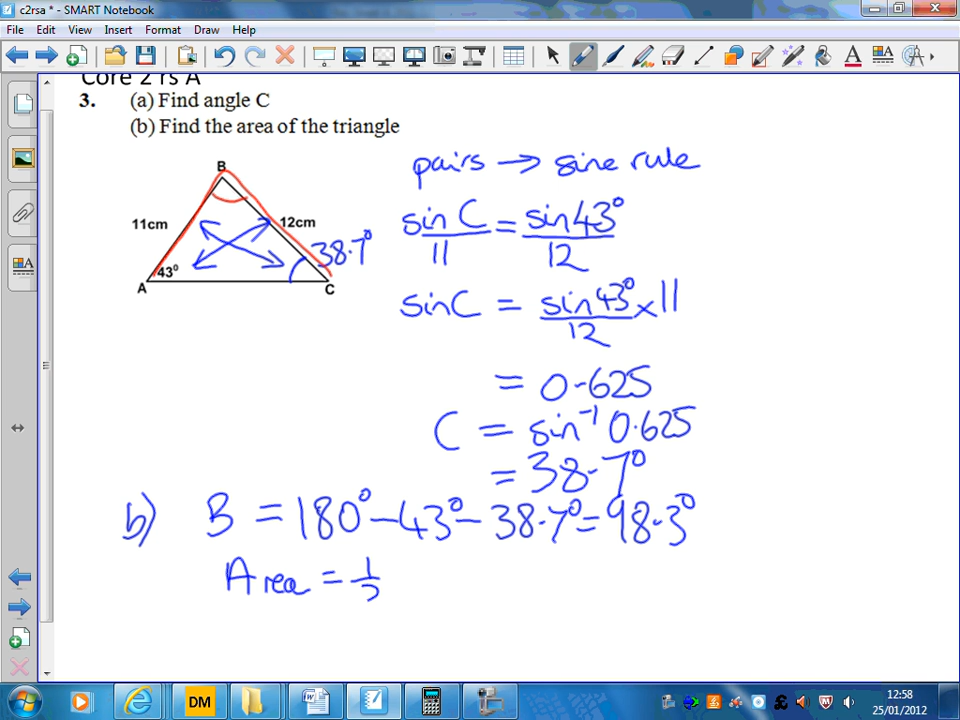 c2rsa * - SMART Notebook
File Edit View Insert Format Draw Help
Core 2 rs A
3. (a) Find angle C
(b) Find the area of the triangle
B
11cm
12cm
43°
38.7°
A
C
pairs → sine rule
sin C / 11 = sin 43° / 12
sin C = sin 43° / 12 × 11
= 0.625
C = sin⁻¹ 0.625
= 38.7°
b) B = 180° - 43° - 38.7° = 98.3°
Area = 1/2
DM
12:58
25/01/2012